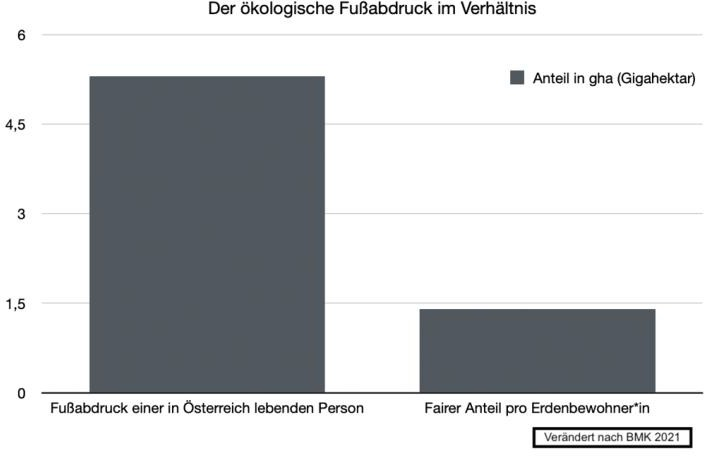 Der ökologische Fußabdruck im Verhältnis
6
Anteil in gha (Gigahektar)
4,5
3
1,5
0
Fußabdruck einer in Österreich lebenden Person
Fairer Anteil pro Erdenbewohner*in
Verändert nach BMK 2021